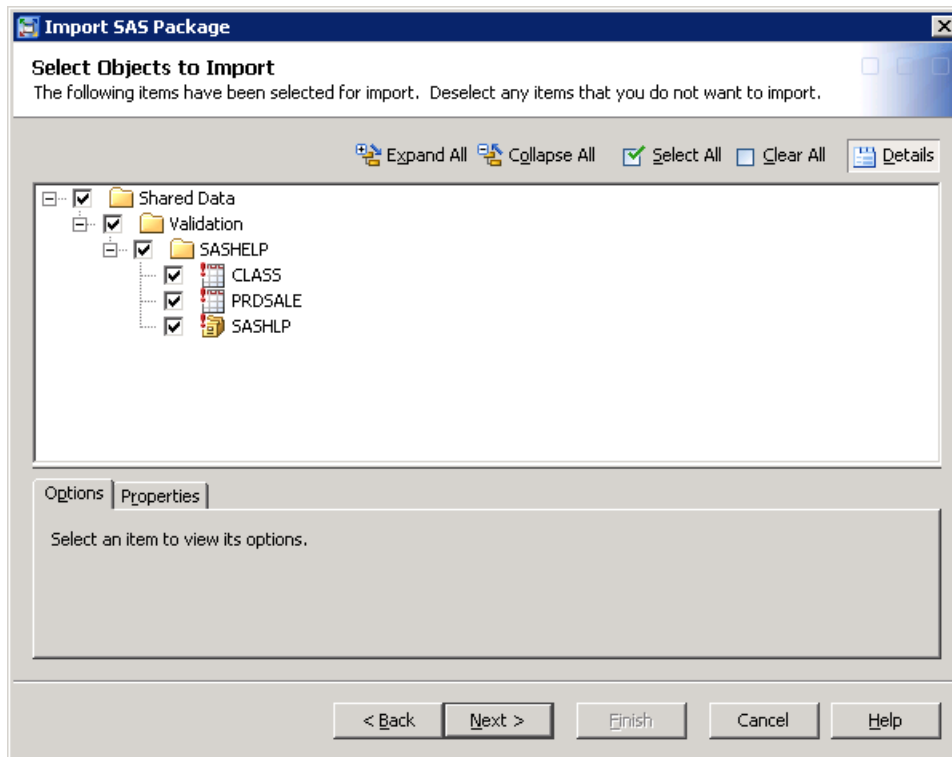 Import SAS Package
Select Objects to Import
The following items have been selected for import. Deselect any items that you do not want to import.
Expand All Collapse All Select All Clear All Details
Shared Data
Validation
SASHELP
CLASS
PRDSALE
SASHLP
Options Properties
Select an item to view its options.
< Back Next > Finish Cancel Help